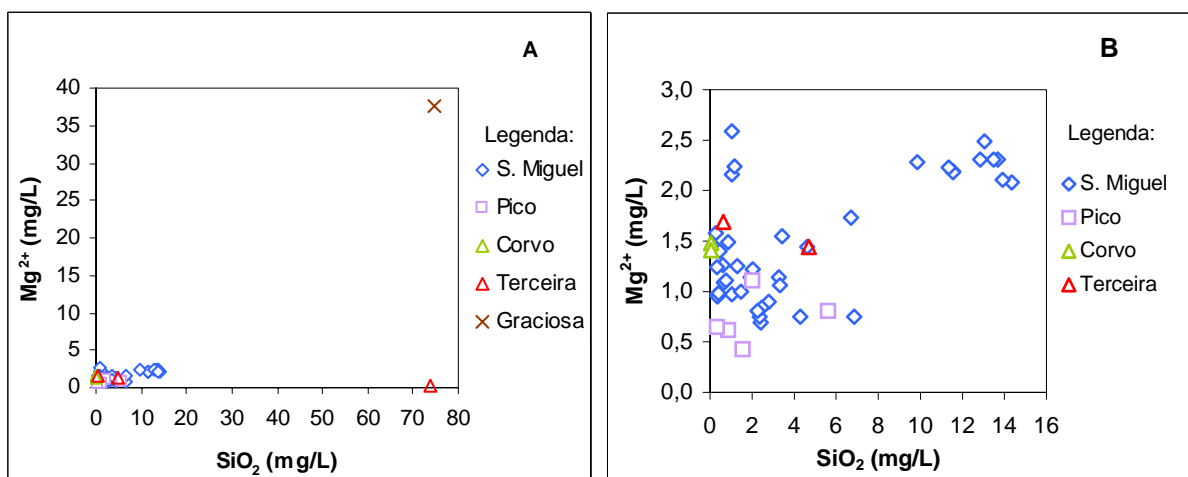 A
Mg2+ (mg/L)
40
35
30
25
20
15
10
5
0
0 10 20 30 40 50 60 70 80
SiO2 (mg/L)
Legenda:
S. Miguel
Pico
Corvo
Terceira
Graciosa
B
Mg2+ (mg/L)
3,0
2,5
2,0
1,5
1,0
0,5
0,0
0 2 4 6 8 10 12 14 16
SiO2 (mg/L)
Legenda:
S. Miguel
Pico
Corvo
Terceira